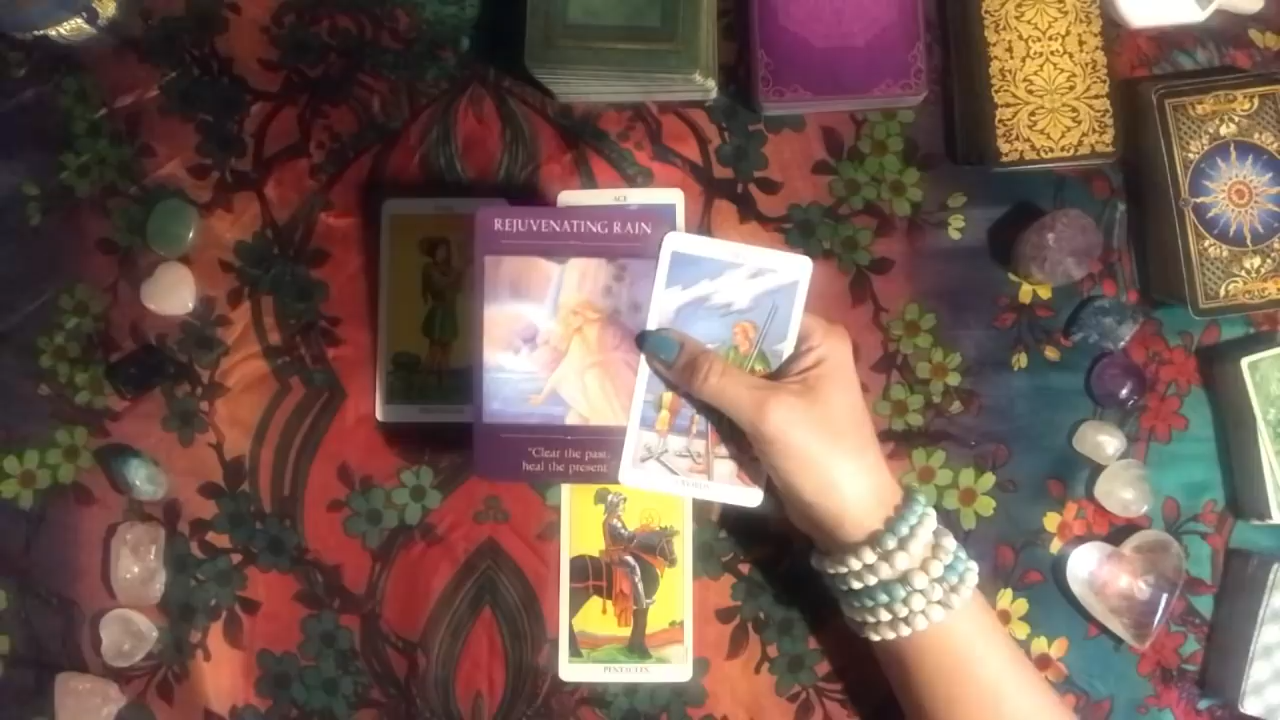 ACE
REJUVENATING RAIN
"Clear the past,
heal the present
SWORDS
PENTACLES